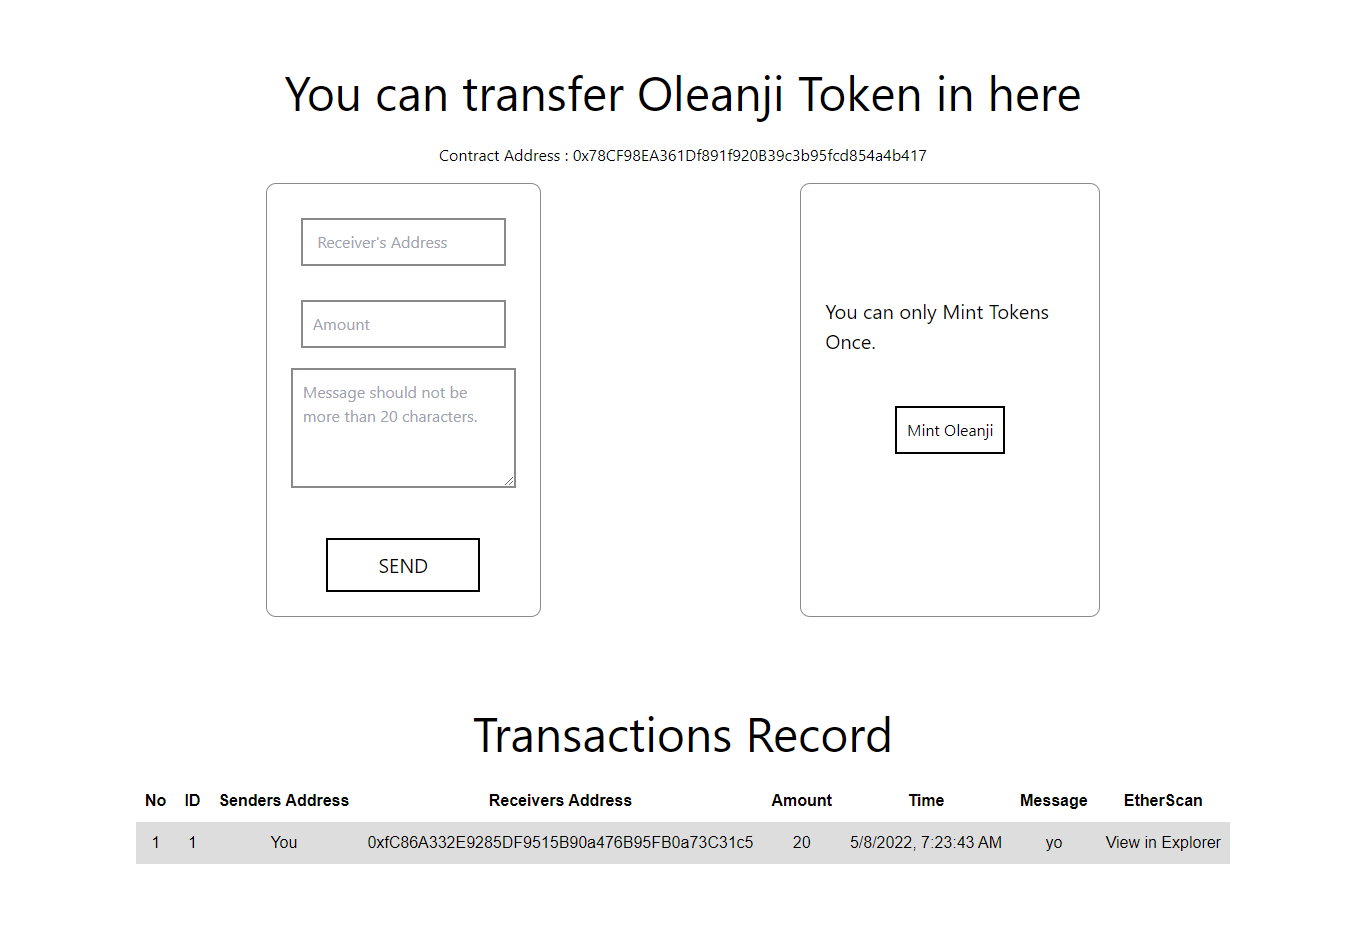 You can transfer Oleanji Token in here
Contract Address : 0x78CF98EA361Df891f920B39c3b95fcd854a4b417
Receiver's Address
Amount
Message should not be
more than 20 characters.
SEND
You can only Mint Tokens
Once.
Mint Oleanji
Transactions Record
No ID Senders Address Receivers Address Amount Time Message EtherScan
1 1 You 0xfC86A332E9285DF9515B90a476B95FB0a73C31c5 20 5/8/2022, 7:23:43 AM yo View in Explorer